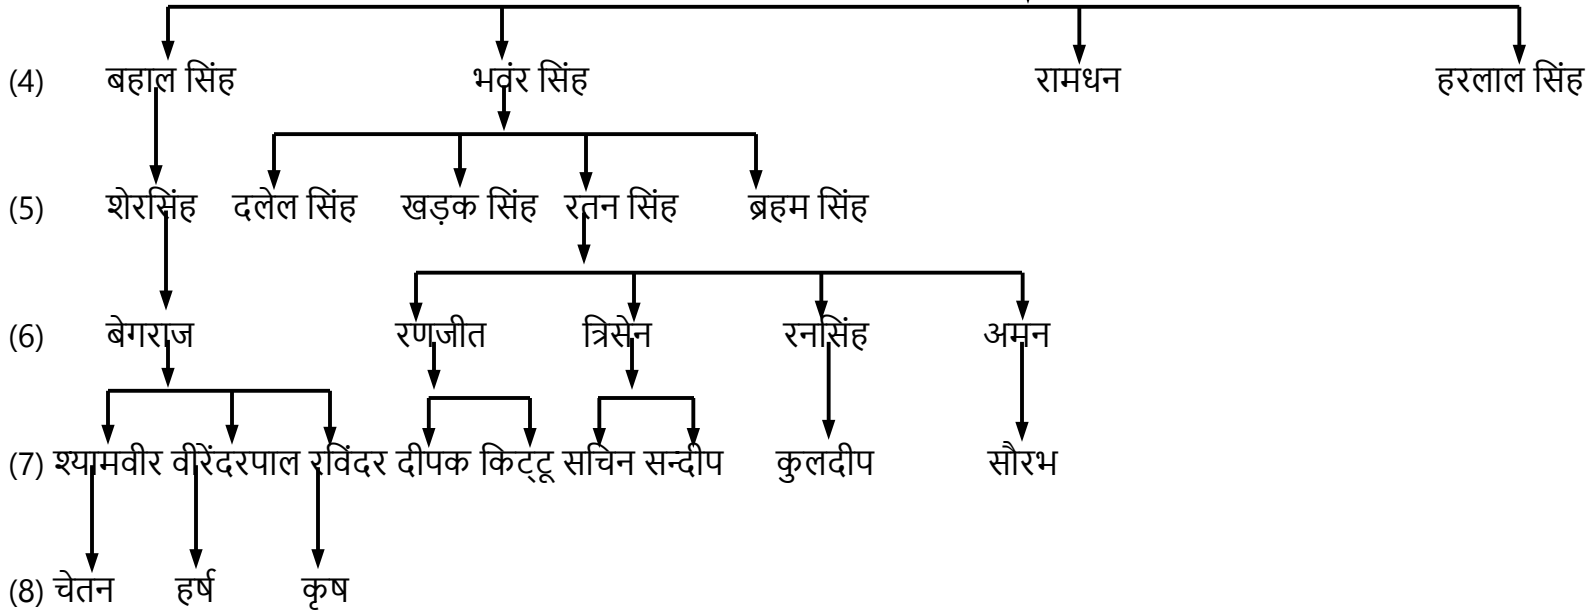 (4) बहाल सिंह भवंर सिंह रामधन हरलाल सिंह
(5) शेरसिंह दलेल सिंह खड़क सिंह रतन सिंह ब्रहम सिंह
(6) बेगराज रणजीत त्रिसेन रनसिंह अमन
(7) श्यामवीर वीरेंदरपाल रविंदर दीपक किट्टू सचिन सन्दीप कुलदीप सौरभ
(8) चेतन हर्ष कृष